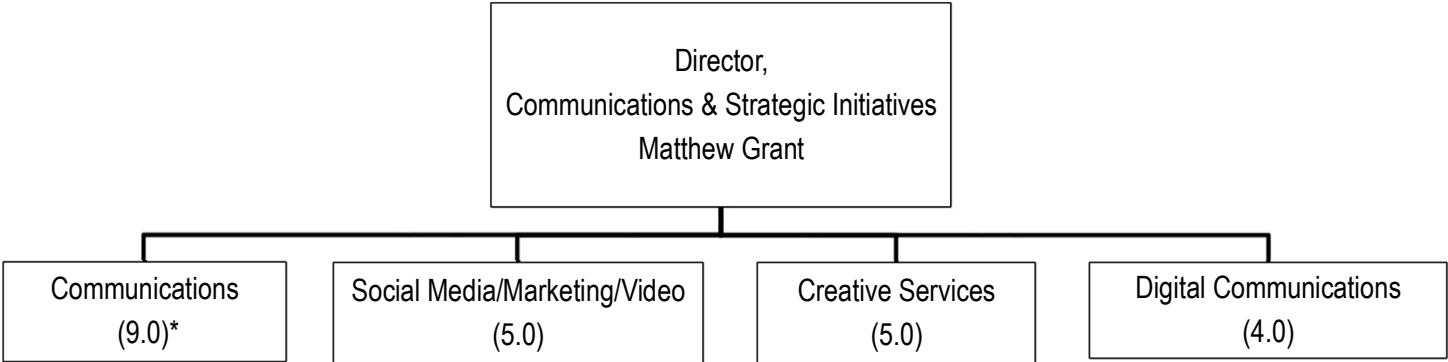 Director,
Communications & Strategic Initiatives
Matthew Grant
Communications
(9.0)*
Social Media/Marketing/Video
(5.0)
Creative Services
(5.0)
Digital Communications
(4.0)